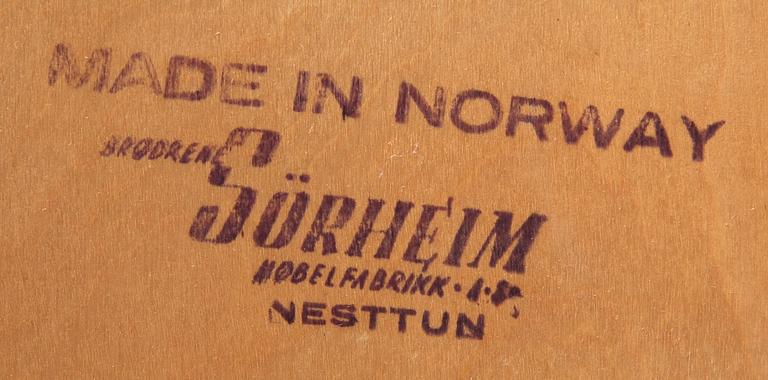 MADE IN NORWAY
BRØDRENE
SÖRHEIM
MØBELFABRIKK · A·S
NESTTUN